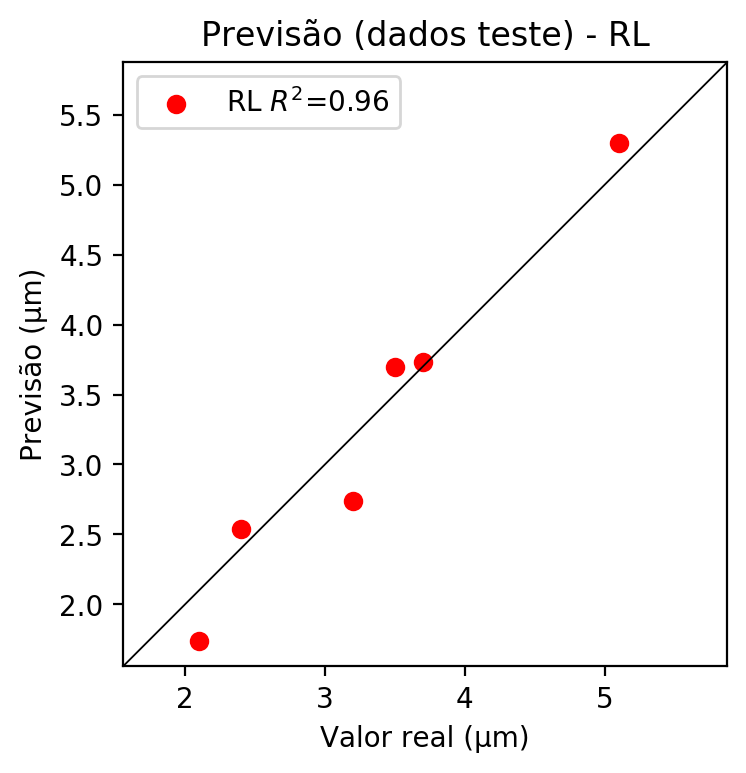 Previsão (dados teste) - RL
RL R²=0.96
Previsão (µm)
5.5
5.0
4.5
4.0
3.5
3.0
2.5
2.0
2 3 4 5
Valor real (µm)